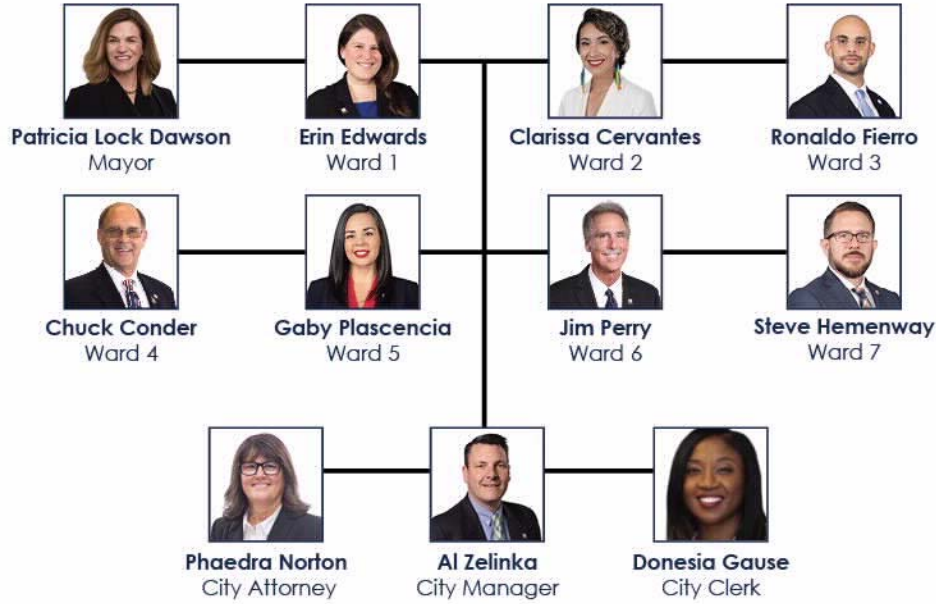 Patricia Lock Dawson
Mayor
Erin Edwards
Ward 1
Clarissa Cervantes
Ward 2
Ronaldo Fierro
Ward 3
Chuck Conder
Ward 4
Gaby Plascencia
Ward 5
Jim Perry
Ward 6
Steve Hemenway
Ward 7
Phaedra Norton
City Attorney
Al Zelinka
City Manager
Donesia Gause
City Clerk